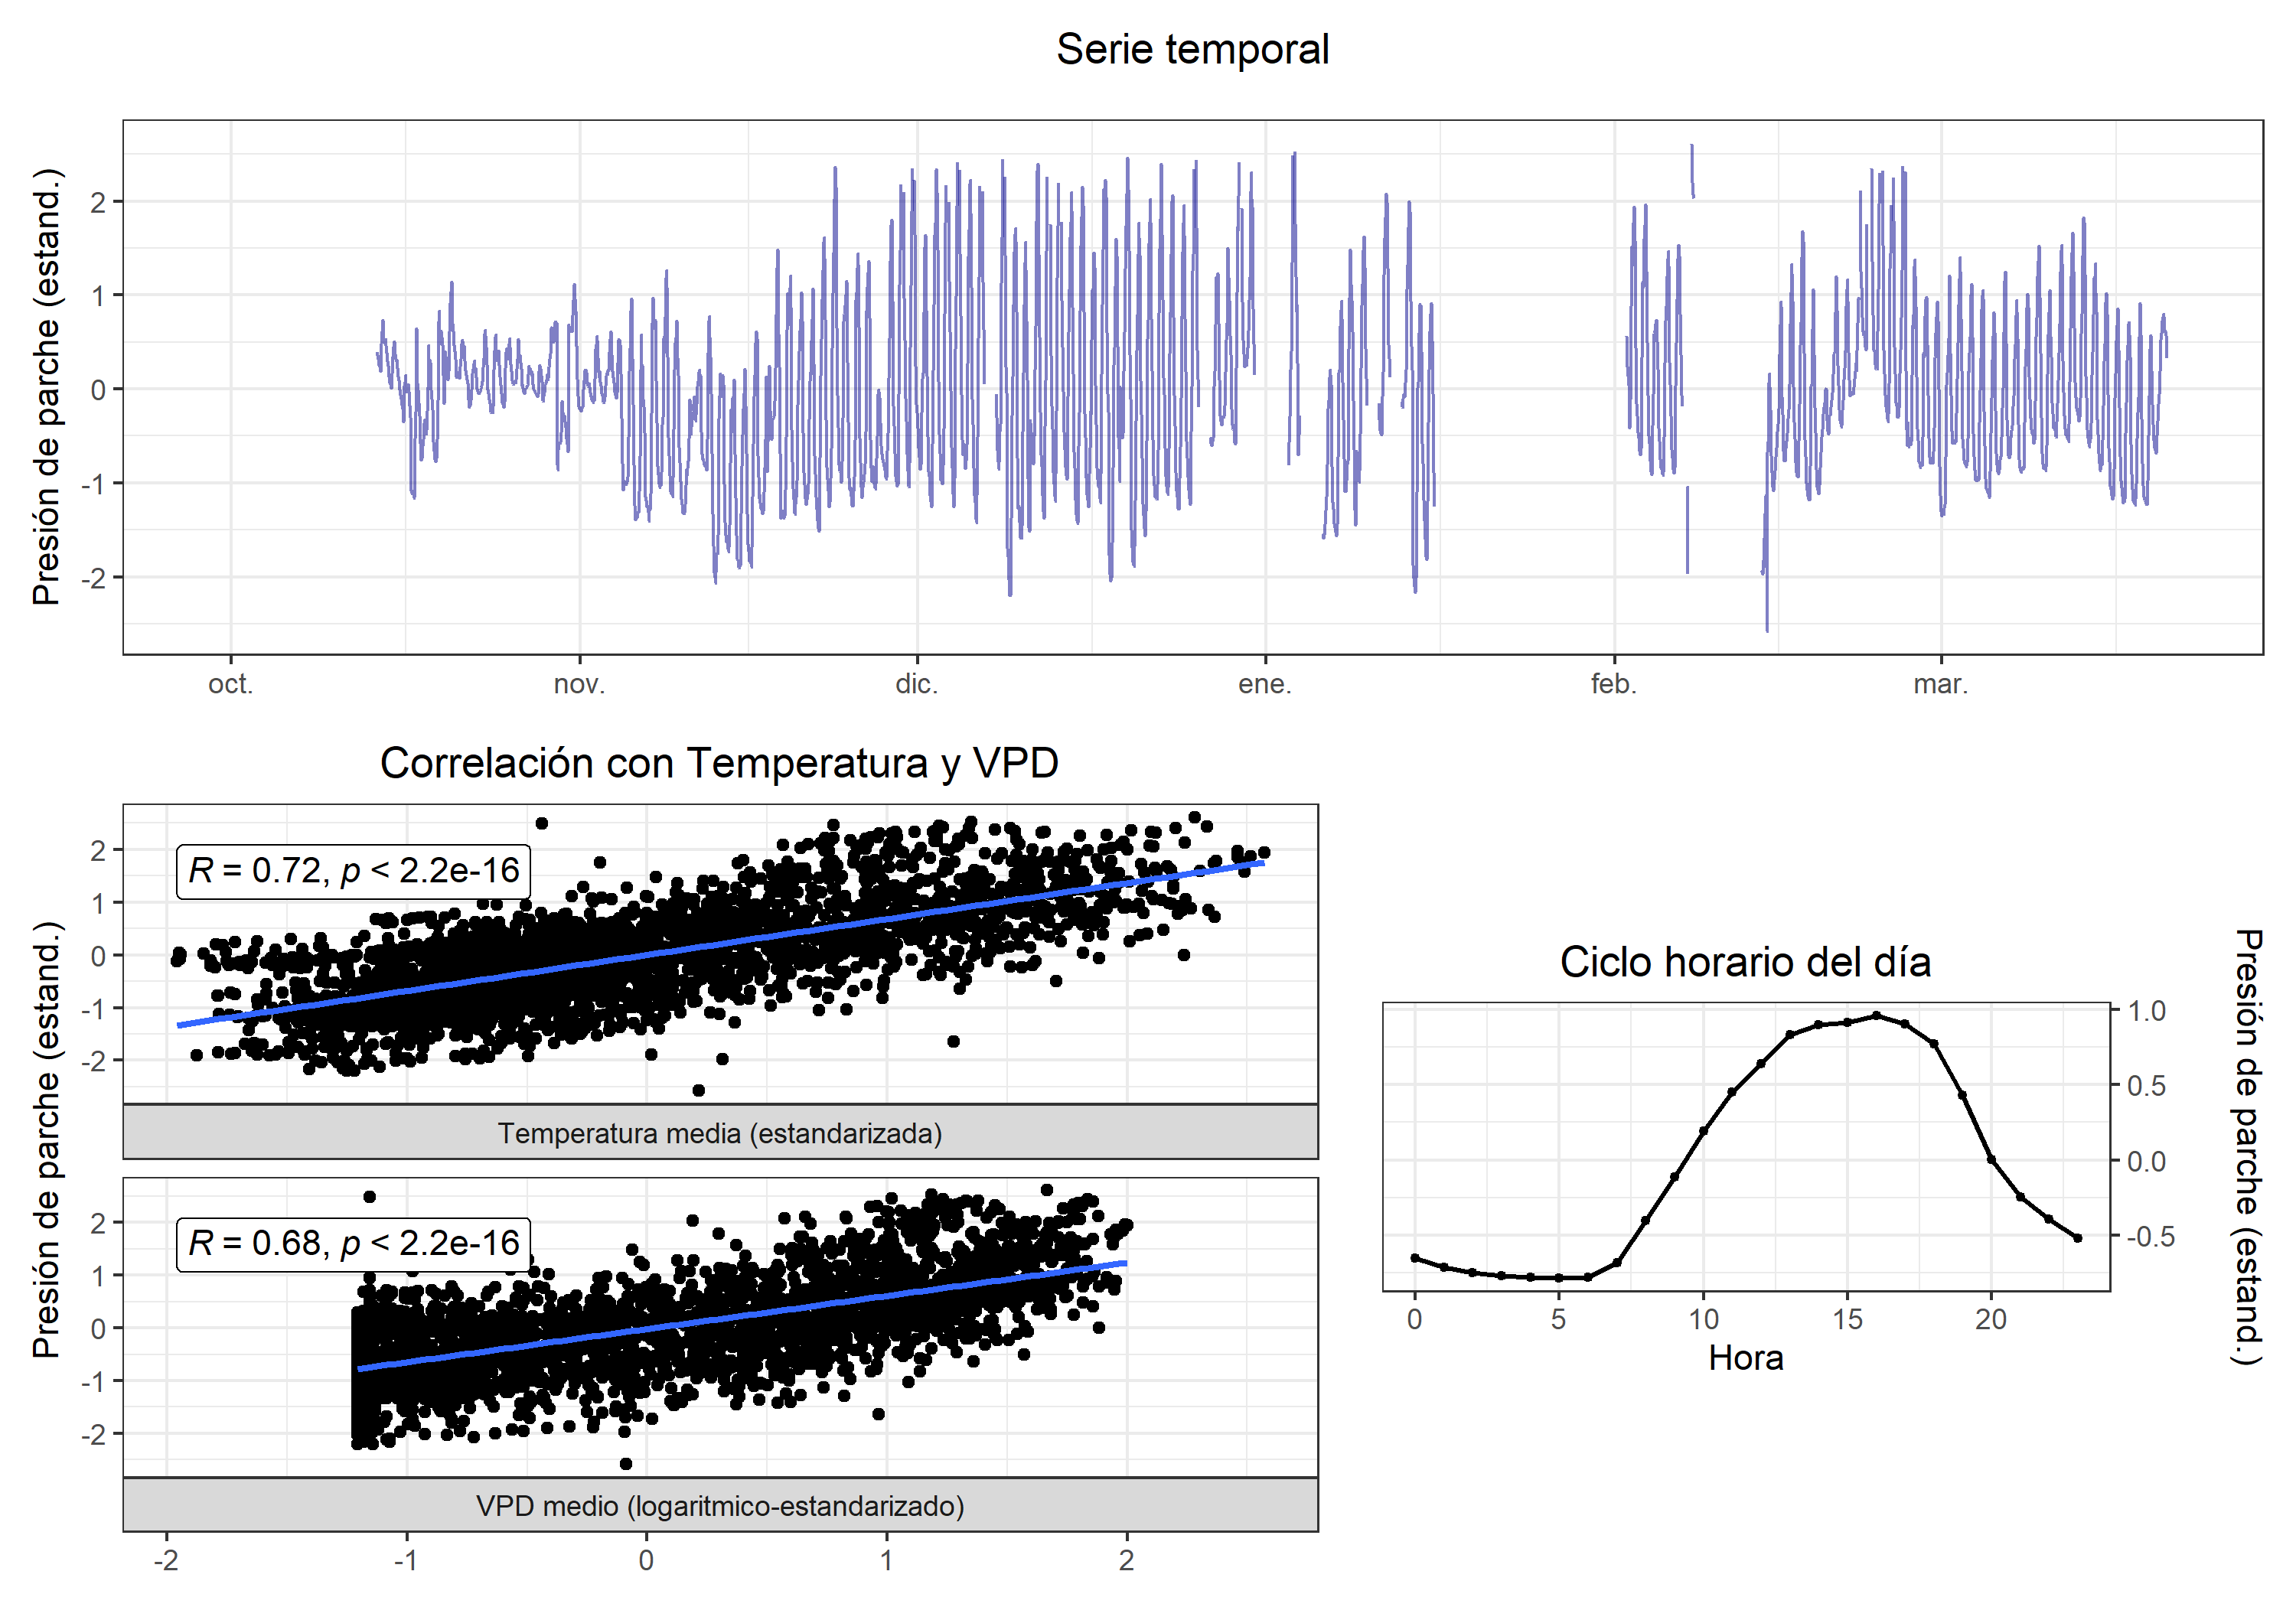 Serie temporal
Presión de parche (estand.)
2
1
0
-1
-2
oct.
nov.
dic.
ene.
feb.
mar.
Correlación con Temperatura y VPD
Presión de parche (estand.)
2
1
0
-1
-2
R = 0.72, p < 2.2e-16
Temperatura media (estandarizada)
2
1
0
-1
-2
R = 0.68, p < 2.2e-16
VPD medio (logaritmico-estandarizado)
-2
-1
0
1
2
Ciclo horario del día
1.0
0.5
0.0
-0.5
Presión de parche (estand.)
0
5
10
15
20
Hora